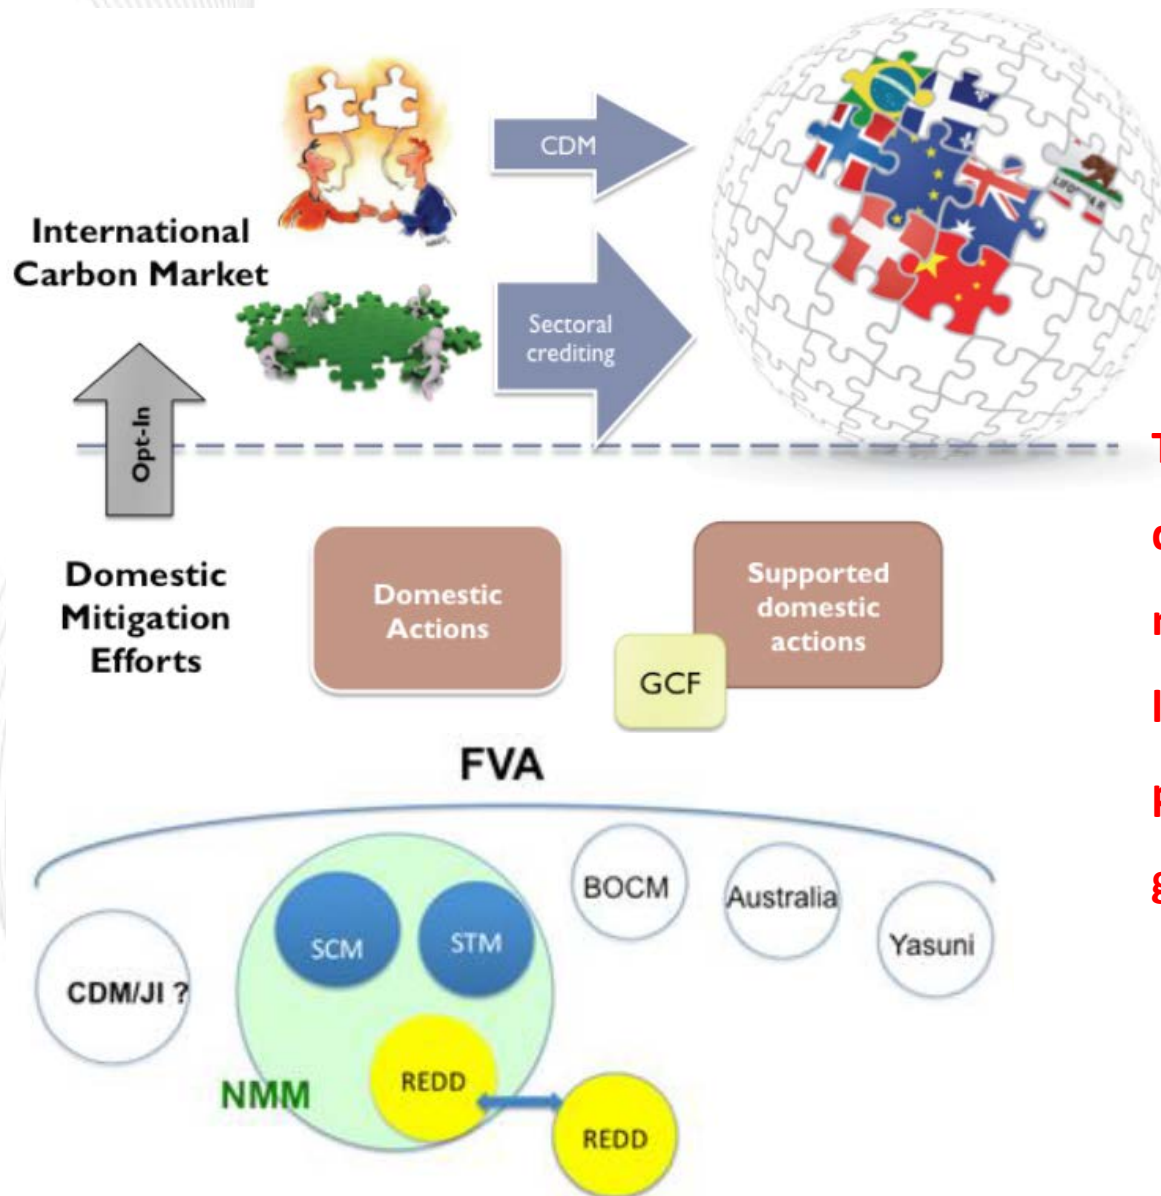 CDM
International
Carbon Market
Sectoral
crediting
Opt-In
Domestic
Mitigation
Efforts
Domestic
Actions
Supported
domestic
actions
GCF
FVA
BOCM
Australia
Yasuni
SCM
STM
CDM/JI ?
REDD
NMM
REDD